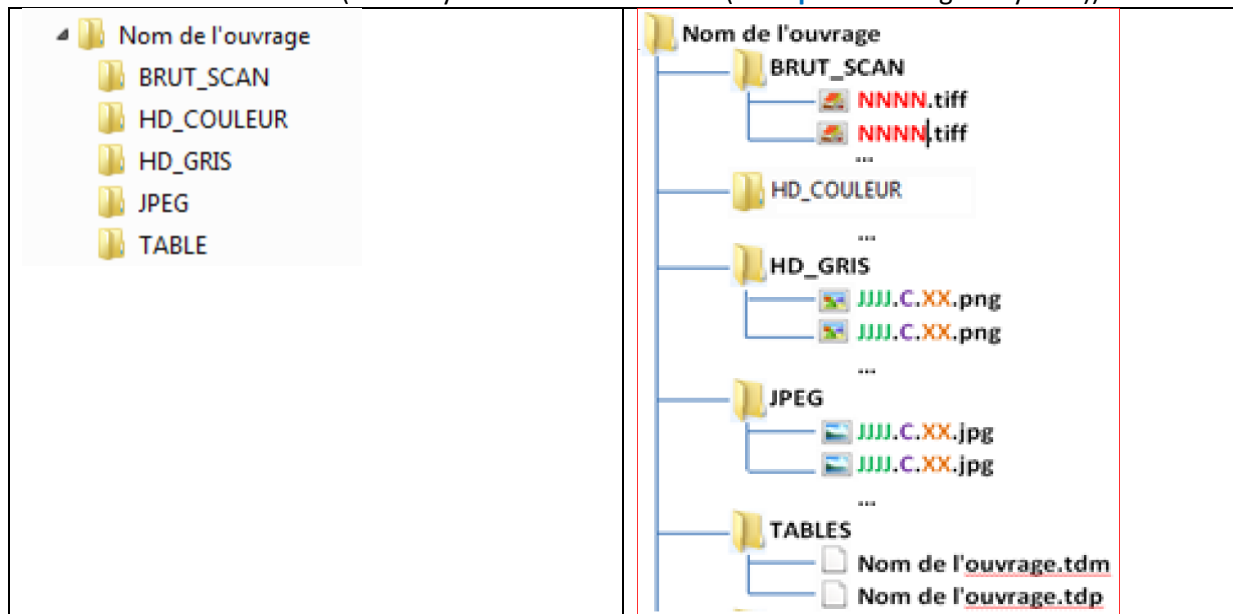 Nom de l'ouvrage
BRUT_SCAN
HD_COULEUR
HD_GRIS
JPEG
TABLE
Nom de l'ouvrage
BRUT_SCAN
NNNN.tiff
NNNN.tiff
...
HD_COULEUR
...
HD_GRIS
JJJJ.C.XX.png
JJJJ.C.XX.png
...
JPEG
JJJJ.C.XX.jpg
JJJJ.C.XX.jpg
...
TABLES
Nom de l'ouvrage.tdm
Nom de l'ouvrage.tdp